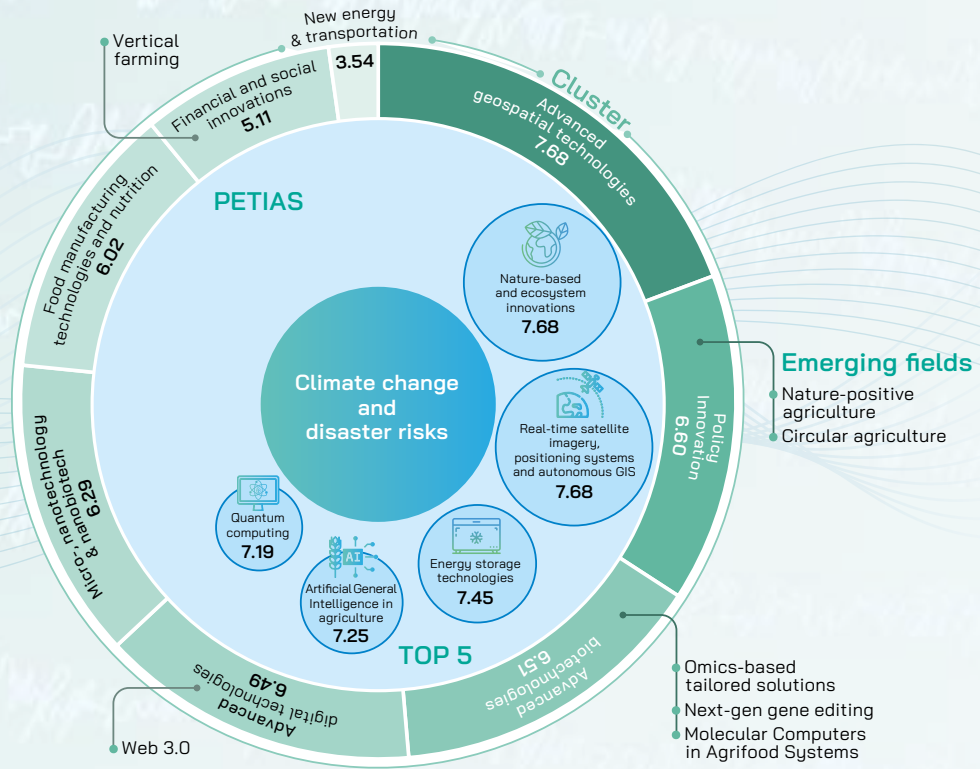 New energy
& transportation
3.54
Cluster
Advanced
geospatial technologies
7.68
Policy
Innovation
6.60
Emerging fields
Nature-positive
agriculture
Circular agriculture
Advanced
biotechnologies
6.51
Omics-based
tailored solutions
Next-gen gene editing
Molecular Computers
in Agrifood Systems
Advanced
digital technologies
6.49
Web 3.0
Micro-, nanotechnology
& nanobiotech
6.29
Food manufacturing
technologies and nutrition
6.02
Financial and social
innovations
5.11
Vertical
farming
PETIAS
Climate change
and
disaster risks
Nature-based
and ecosystem
innovations
7.68
Real-time satellite
imagery,
positioning systems
and autonomous GIS
7.68
Energy storage
technologies
7.45
AI
Artificial General
Intelligence in
agriculture
7.25
Quantum
computing
7.19
TOP 5